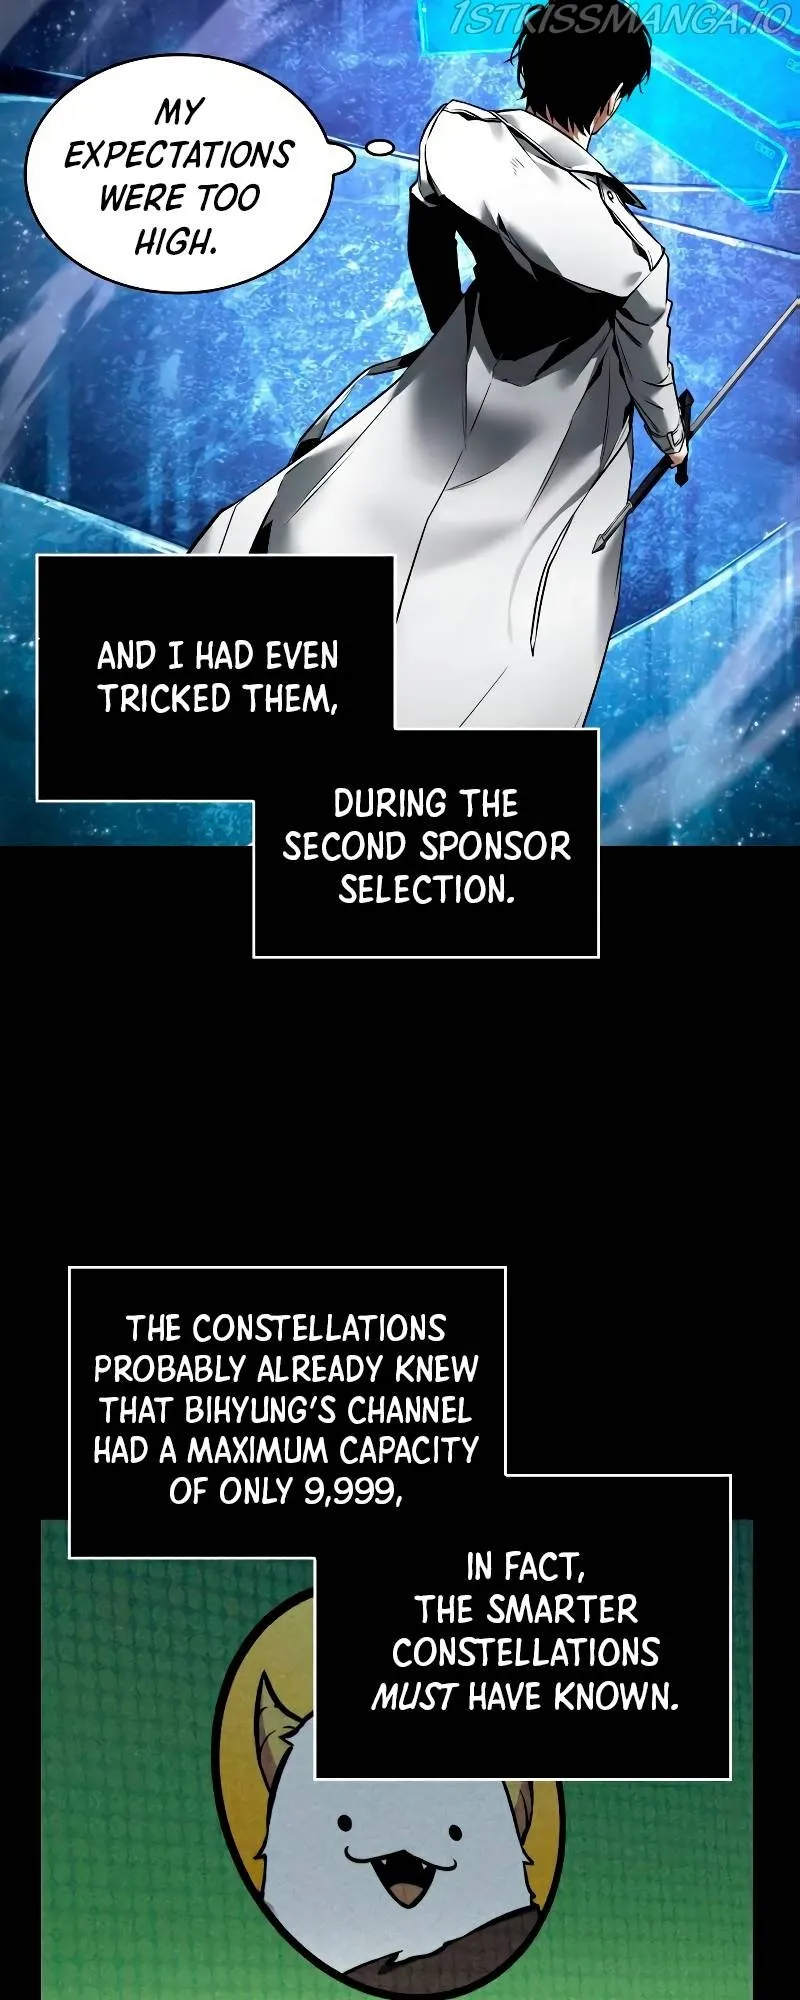 1STKISSMANGA.IO
MY
EXPECTATIONS
WERE TOO
HIGH.
AND I HAD EVEN
TRICKED THEM,
DURING THE
SECOND SPONSOR
SELECTION.
THE CONSTELLATIONS
PROBABLY ALREADY KNEW
THAT BIHYUNG'S CHANNEL
HAD A MAXIMUM CAPACITY
OF ONLY 9,999,
IN FACT,
THE SMARTER
CONSTELLATIONS
MUST HAVE KNOWN.